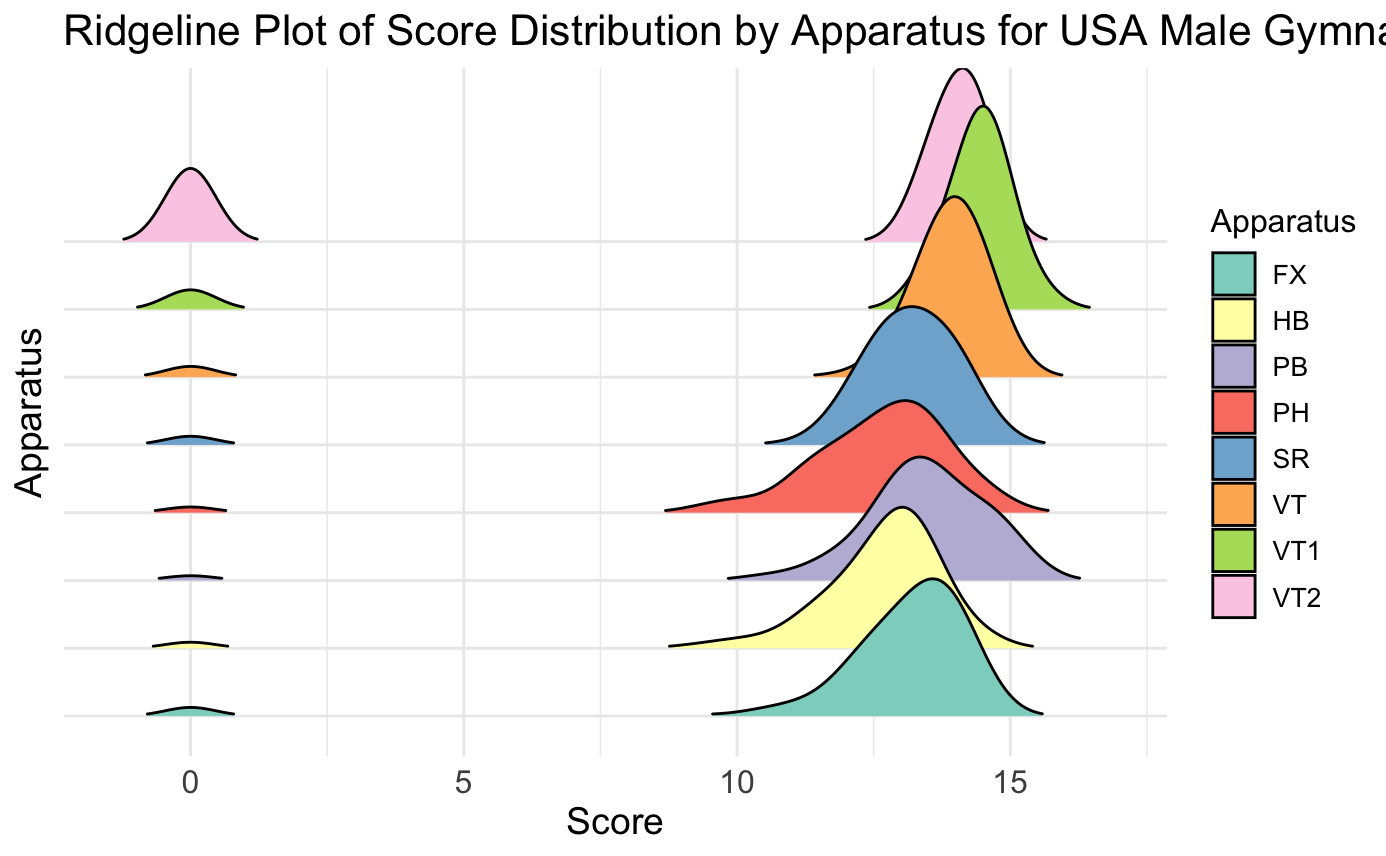 Ridgeline Plot of Score Distribution by Apparatus for USA Male Gymna
Apparatus
0 5 10 15
Score
Apparatus
FX
HB
PB
PH
SR
VT
VT1
VT2